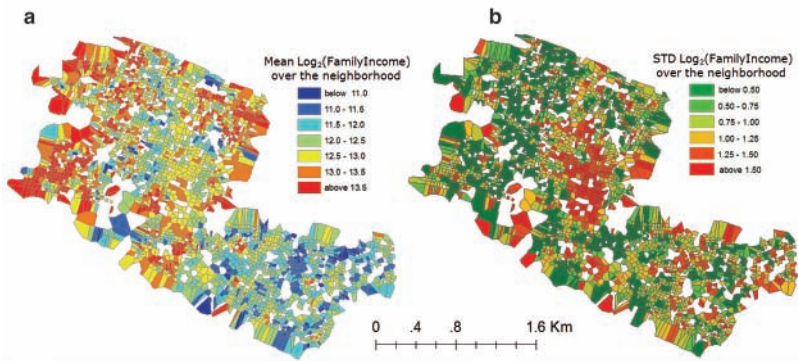 a
Mean Log₂(FamilyIncome)
over the neighborhood
below 11.0
11.0 - 11.5
11.5 - 12.0
12.0 - 12.5
12.5 - 13.0
13.0 - 13.5
above 13.5
b
STD Log₂(FamilyIncome)
over the neighborhood
below 0.50
0.50 - 0.75
0.75 - 1.00
1.00 - 1.25
1.25 - 1.50
above 1.50
0 .4 .8 1.6 Km